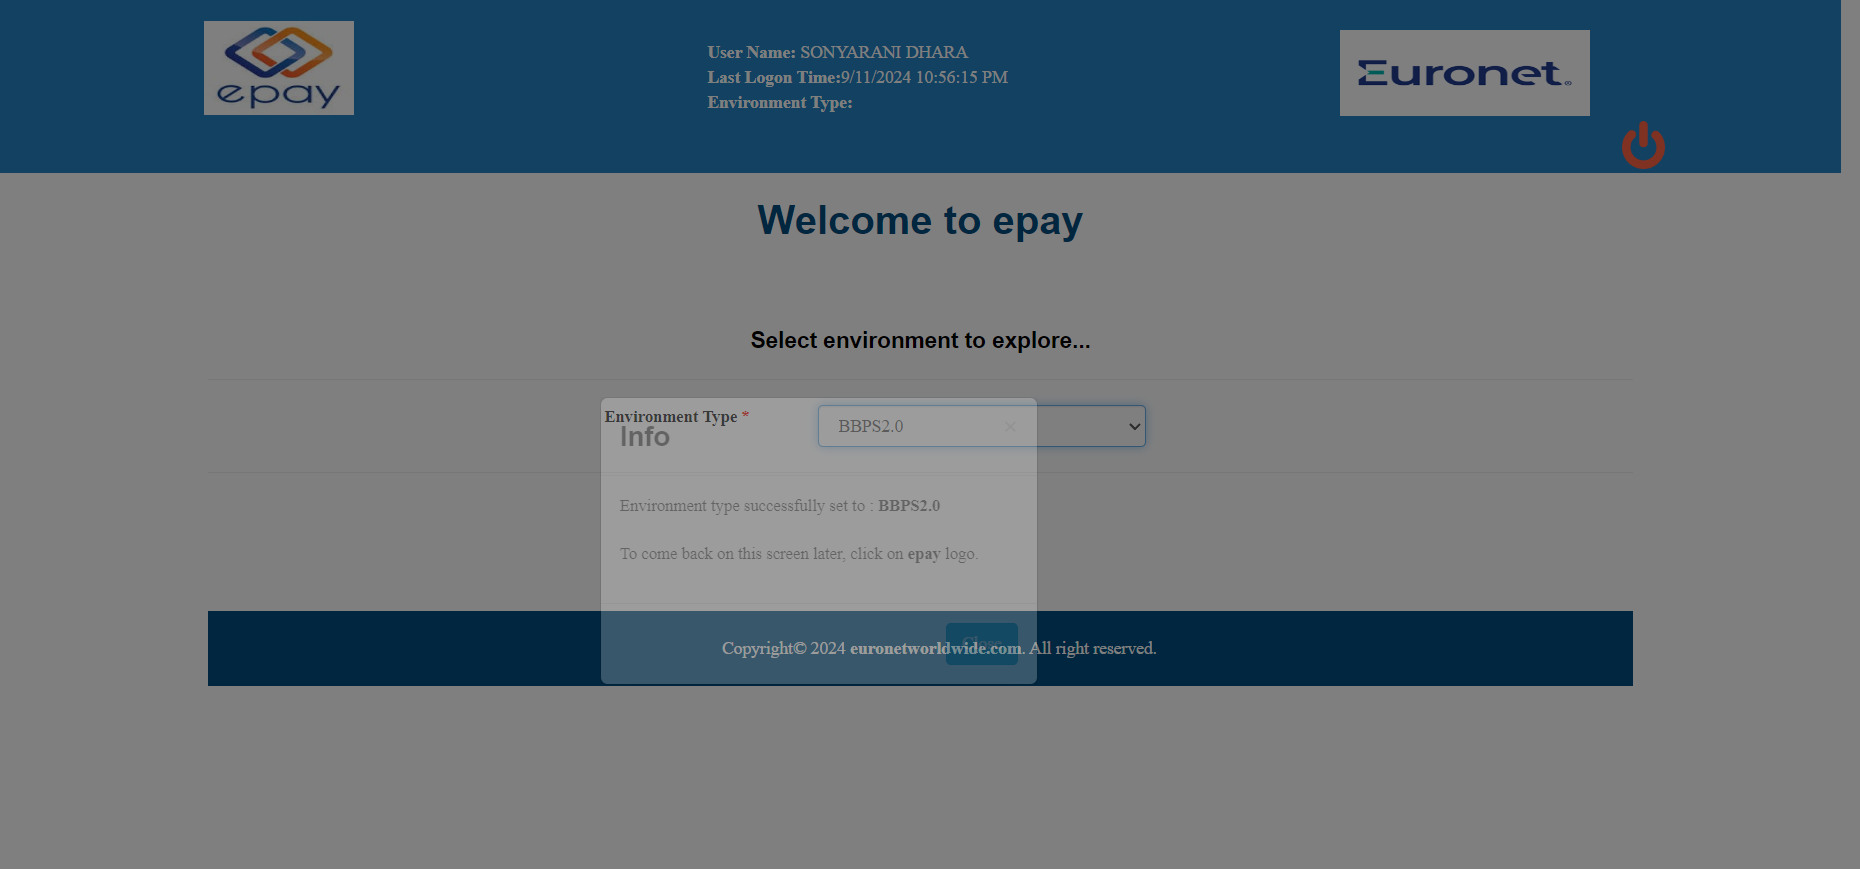 epay
User Name: SONYARANI DHARA
Last Logon Time:9/11/2024 10:56:15 PM
Environment Type:
Euronet®
Welcome to epay
Select environment to explore...
Environment Type *
BBPS2.0
×
Info
Environment type successfully set to : BBPS2.0
To come back on this screen later, click on epay logo.
Close
Copyright© 2024 euronetworldwide.com. All right reserved.